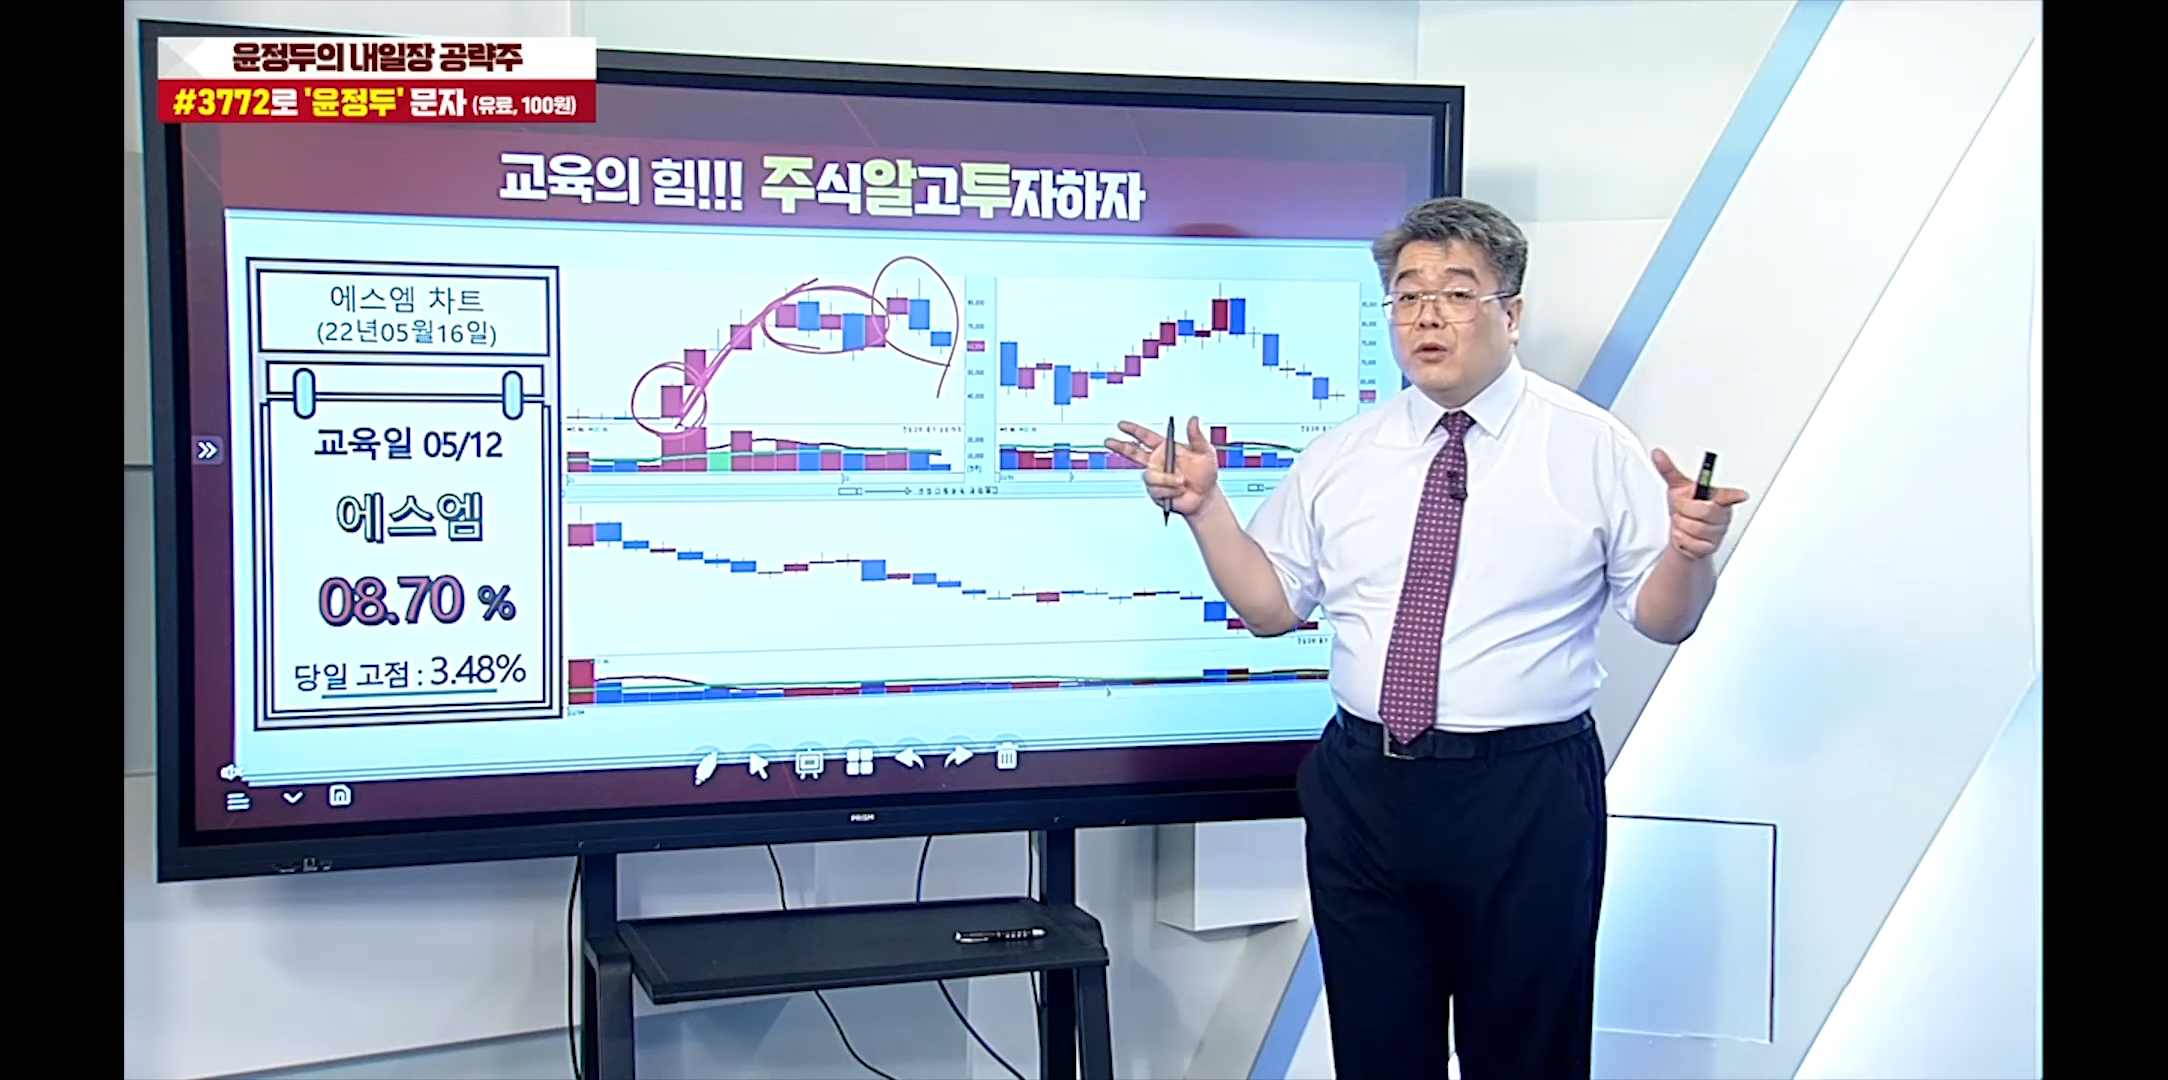 윤정두의 내일장 공략주
#3772로 '윤정두' 문자 (유료, 100원)
교육의 힘!!! 주식알고투자하자
에스엠 차트
(22년05월16일)
교육일 05/12
에스엠
08.70 %
당일 고점 : 3.48%
PRISM